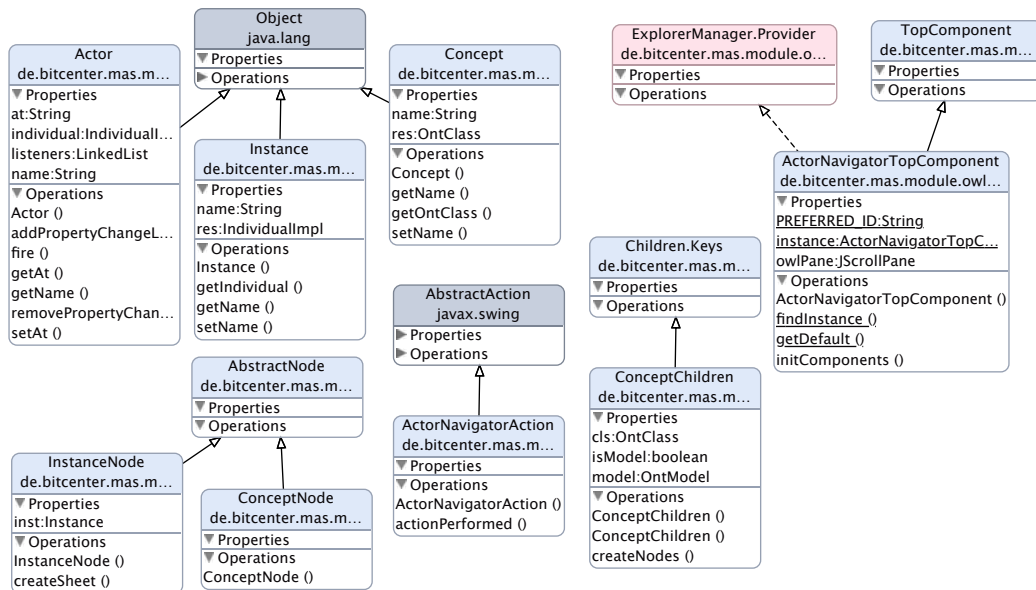 Object
java.lang
Properties
Operations
Actor
de.bitcenter.mas.m...
Properties
at:String
individual:IndividualI...
listeners:LinkedList
name:String
Operations
Actor ()
addPropertyChangeL...
fire ()
getAt ()
getName ()
removePropertyChan...
setAt ()
Instance
de.bitcenter.mas.m...
Properties
name:String
res:IndividualImpl
Operations
Instance ()
getIndividual ()
getName ()
setName ()
Concept
de.bitcenter.mas.m...
Properties
name:String
res:OntClass
Operations
Concept ()
getName ()
getOntClass ()
setName ()
ExplorerManager.Provider
de.bitcenter.mas.module.o...
Properties
Operations
TopComponent
de.bitcenter.mas.m...
Properties
Operations
ActorNavigatorTopComponent
de.bitcenter.mas.module.owl...
Properties
PREFERRED_ID:String
instance:ActorNavigatorTopC...
owlPane:JScrollPane
Operations
ActorNavigatorTopComponent ()
findInstance ()
getDefault ()
initComponents ()
Children.Keys
de.bitcenter.mas.m...
Properties
Operations
AbstractAction
javax.swing
Properties
Operations
AbstractNode
de.bitcenter.mas.m...
Properties
Operations
ActorNavigatorAction
de.bitcenter.mas.m...
Properties
Operations
ActorNavigatorAction ()
actionPerformed ()
ConceptChildren
de.bitcenter.mas.m...
Properties
cls:OntClass
isModel:boolean
model:OntModel
Operations
ConceptChildren ()
ConceptChildren ()
createNodes ()
InstanceNode
de.bitcenter.mas.m...
Properties
inst:Instance
Operations
InstanceNode ()
createSheet ()
ConceptNode
de.bitcenter.mas.m...
Properties
Operations
ConceptNode ()